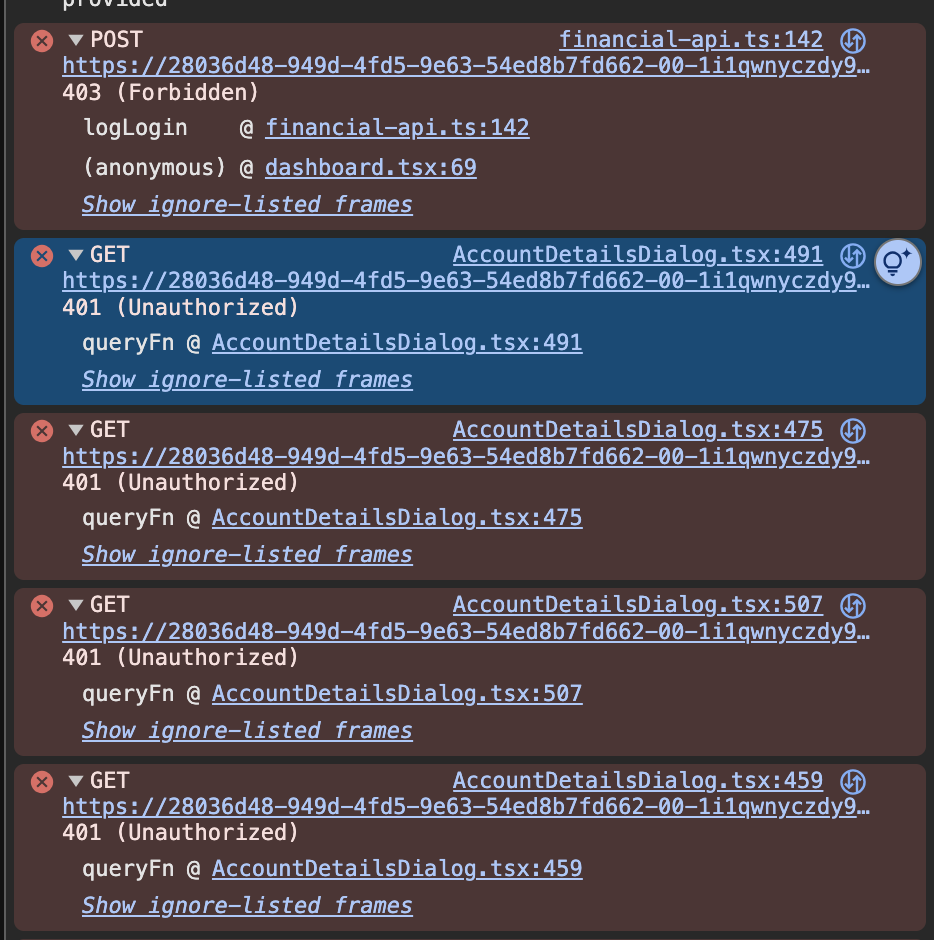 provided
POST financial-api.ts:142
https://28036d48-949d-4fd5-9e63-54ed8b7fd662-00-1i1qwnyczdy9…
403 (Forbidden)
logLogin @ financial-api.ts:142
(anonymous) @ dashboard.tsx:69
Show ignore-listed frames
GET AccountDetailsDialog.tsx:491
https://28036d48-949d-4fd5-9e63-54ed8b7fd662-00-1i1qwnyczdy9…
401 (Unauthorized)
queryFn @ AccountDetailsDialog.tsx:491
Show ignore-listed frames
GET AccountDetailsDialog.tsx:475
https://28036d48-949d-4fd5-9e63-54ed8b7fd662-00-1i1qwnyczdy9…
401 (Unauthorized)
queryFn @ AccountDetailsDialog.tsx:475
Show ignore-listed frames
GET AccountDetailsDialog.tsx:507
https://28036d48-949d-4fd5-9e63-54ed8b7fd662-00-1i1qwnyczdy9…
401 (Unauthorized)
queryFn @ AccountDetailsDialog.tsx:507
Show ignore-listed frames
GET AccountDetailsDialog.tsx:459
https://28036d48-949d-4fd5-9e63-54ed8b7fd662-00-1i1qwnyczdy9…
401 (Unauthorized)
queryFn @ AccountDetailsDialog.tsx:459
Show ignore-listed frames